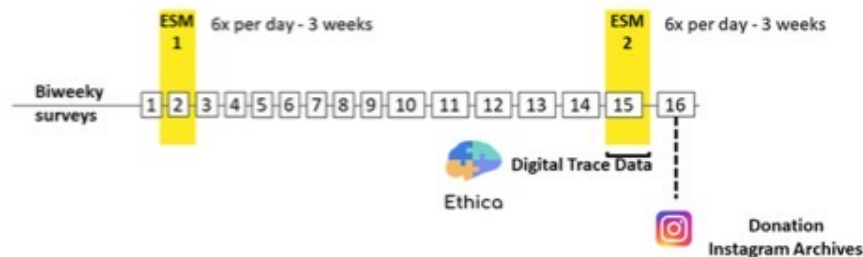 ESM
1
6x per day - 3 weeks
ESM
2
6x per day - 3 weeks
Biweeky
surveys
1 2 3 4 5 6 7 8 9 10 11 12 13 14 15 16
Digital Trace Data
Ethica
Donation
Instagram Archives